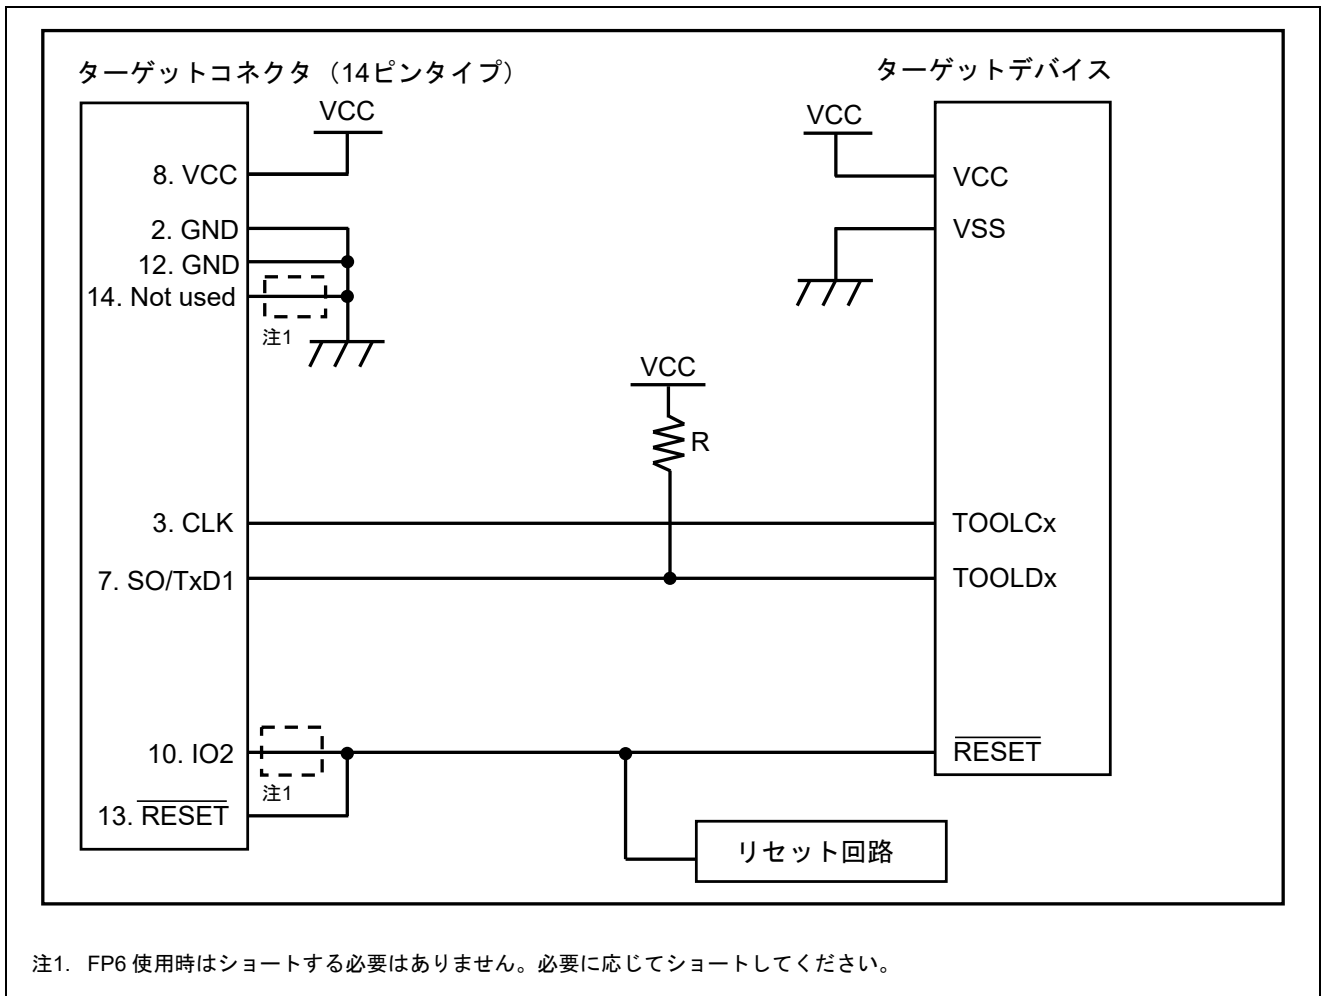 ターゲットコネクタ（14ピンタイプ）
ターゲットデバイス
VCC
VCC
8. VCC
VCC
2. GND
VSS
12. GND
14. Not used
注1
VCC
R
3. CLK
TOOLCx
7. SO/TxD1
TOOLDx
10. IO2
RESET
注1
13. RESET
リセット回路
注1. FP6 使用時はショートする必要はありません。必要に応じてショートしてください。